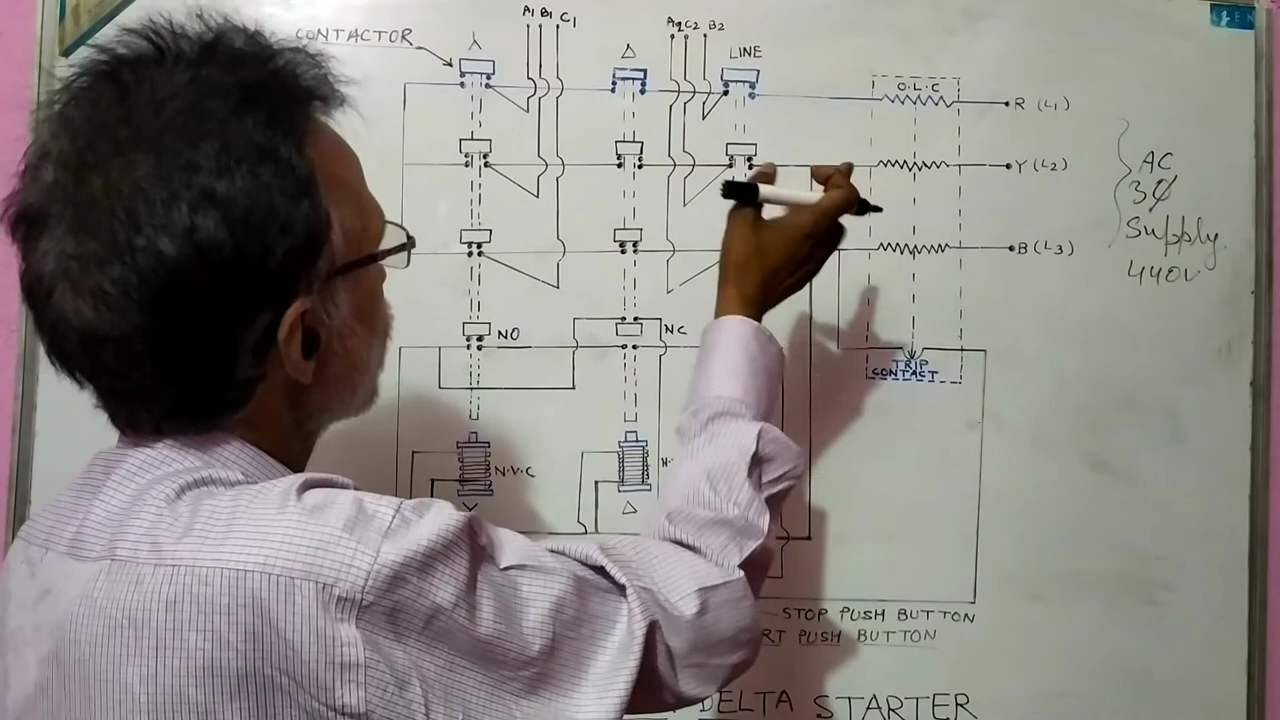 CONTACTOR
A1 B1 C1
A2 C2 B2
Y
Δ
LINE
O.L.C
R (L1)
Y (L2)
B (L3)
AC
3Ø
Supply
440v
NO
NC
TRIP
CONTACT
N.V.C
Δ
STOP PUSH BUTTON
RT PUSH BUTTON
DELTA STARTER